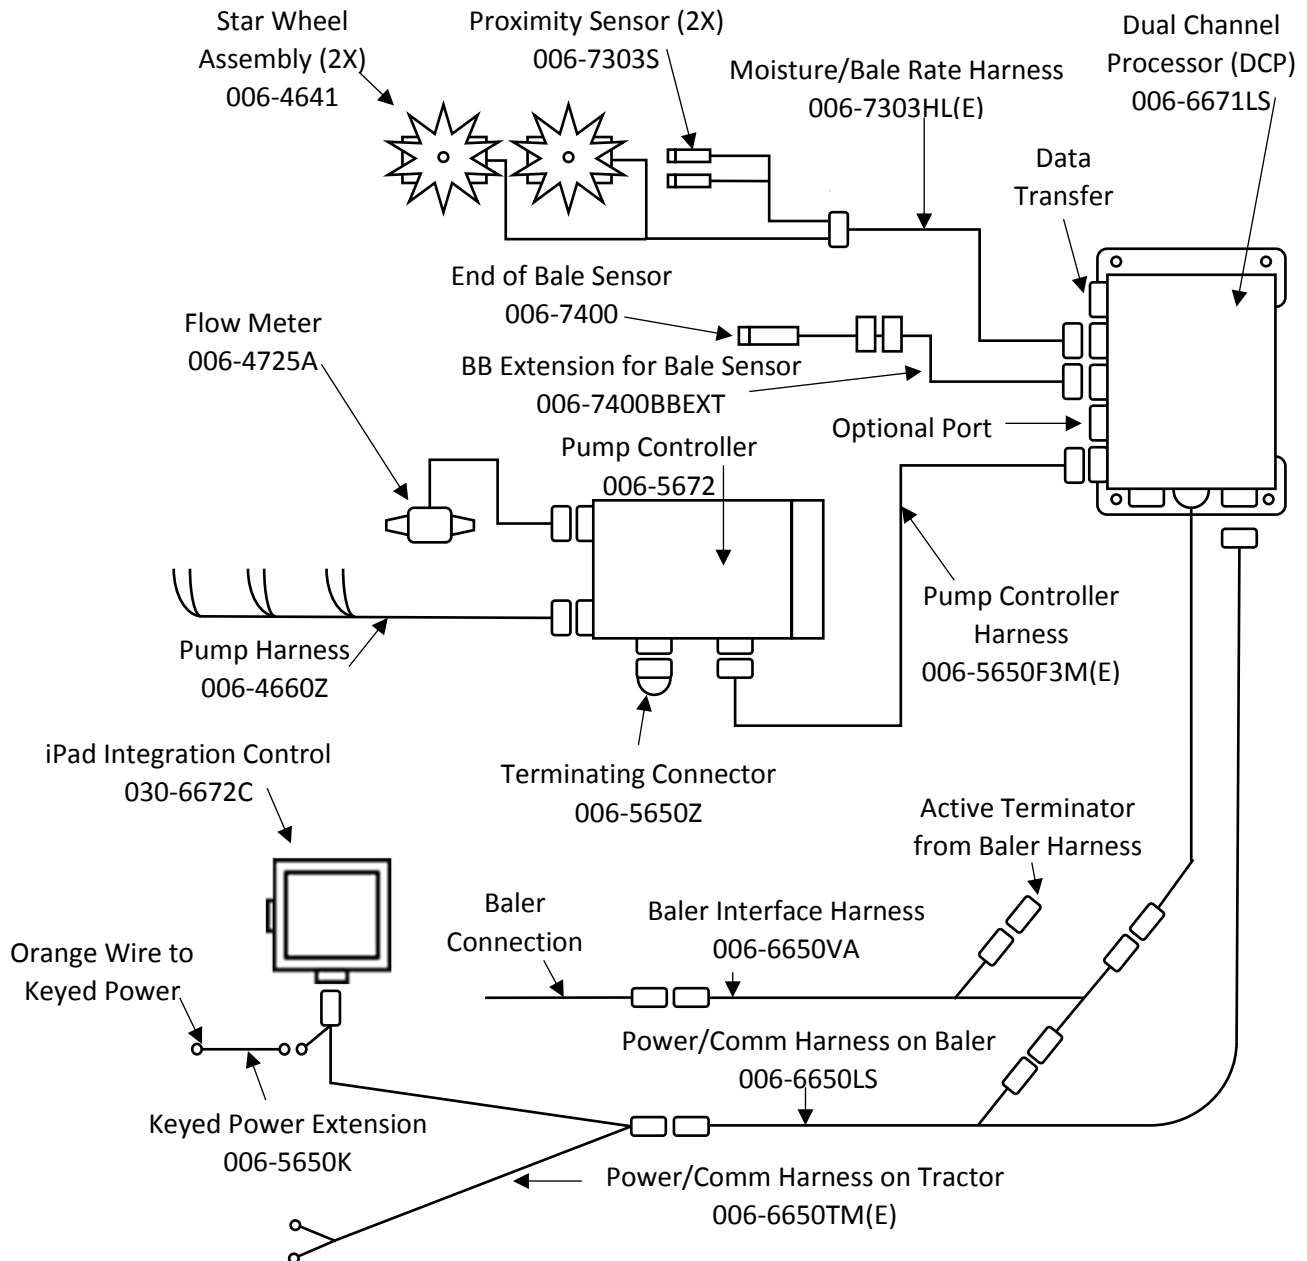 Star Wheel
Assembly (2X)
006-4641
Proximity Sensor (2X)
006-7303S
Moisture/Bale Rate Harness
006-7303HL(E)
Dual Channel
Processor (DCP)
006-6671LS
Data
Transfer
End of Bale Sensor
006-7400
Flow Meter
006-4725A
BB Extension for Bale Sensor
006-7400BBEXT
Optional Port
Pump Controller
006-5672
Pump Controller
Harness
006-5650F3M(E)
Pump Harness
006-4660Z
iPad Integration Control
030-6672C
Terminating Connector
006-5650Z
Active Terminator
from Baler Harness
Baler
Connection
Baler Interface Harness
006-6650VA
Orange Wire to
Keyed Power
Power/Comm Harness on Baler
006-6650LS
Keyed Power Extension
006-5650K
Power/Comm Harness on Tractor
006-6650TM(E)